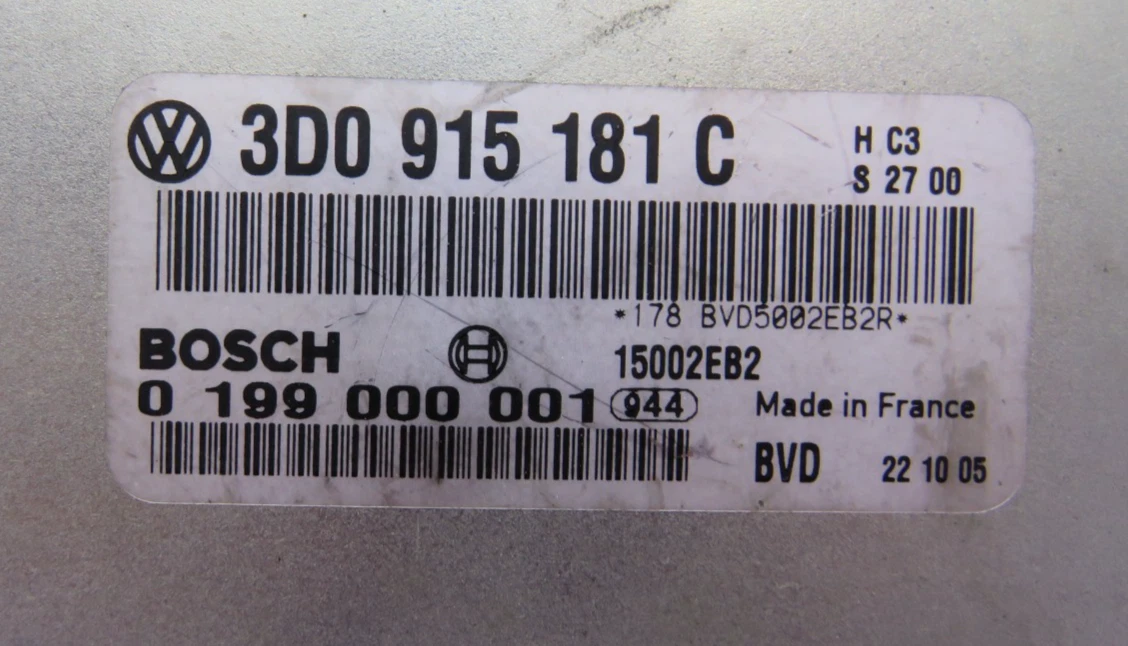 3D0 915 181 C
H C3
S 27 00
*178 BVD5002EB2R*
BOSCH
15002EB2
0 199 000 001 944
Made in France
BVD 22 10 05